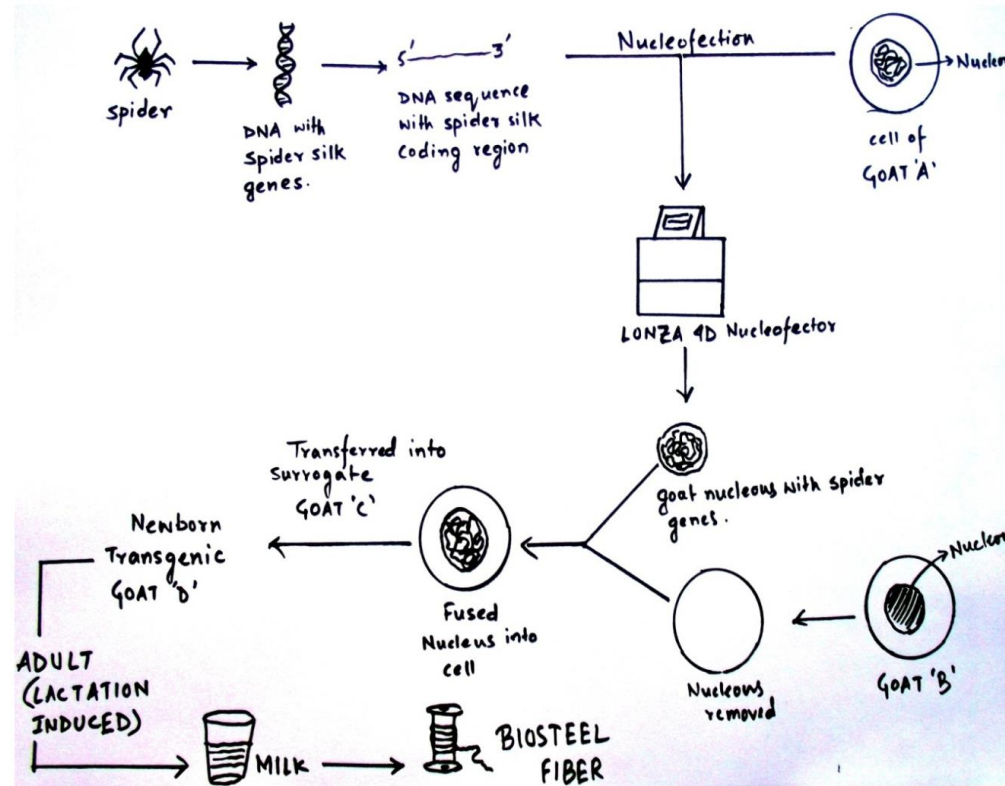 spider
DNA with
Spider silk
genes.
5' 3'
DNA sequence
with spider silk
coding region
Nucleofection
cell of
GOAT 'A'
LONZA 4D Nucleofector
goat nucleous with spider
genes.
GOAT 'B'
Nucleous
removed
Fused
Nucleus into
cell
Transferred into
surrogate
GOAT 'C'
Newborn
Transgenic
GOAT 'D'
ADULT
(LACTATION
INDUCED)
MILK
BIOSTEEL
FIBER